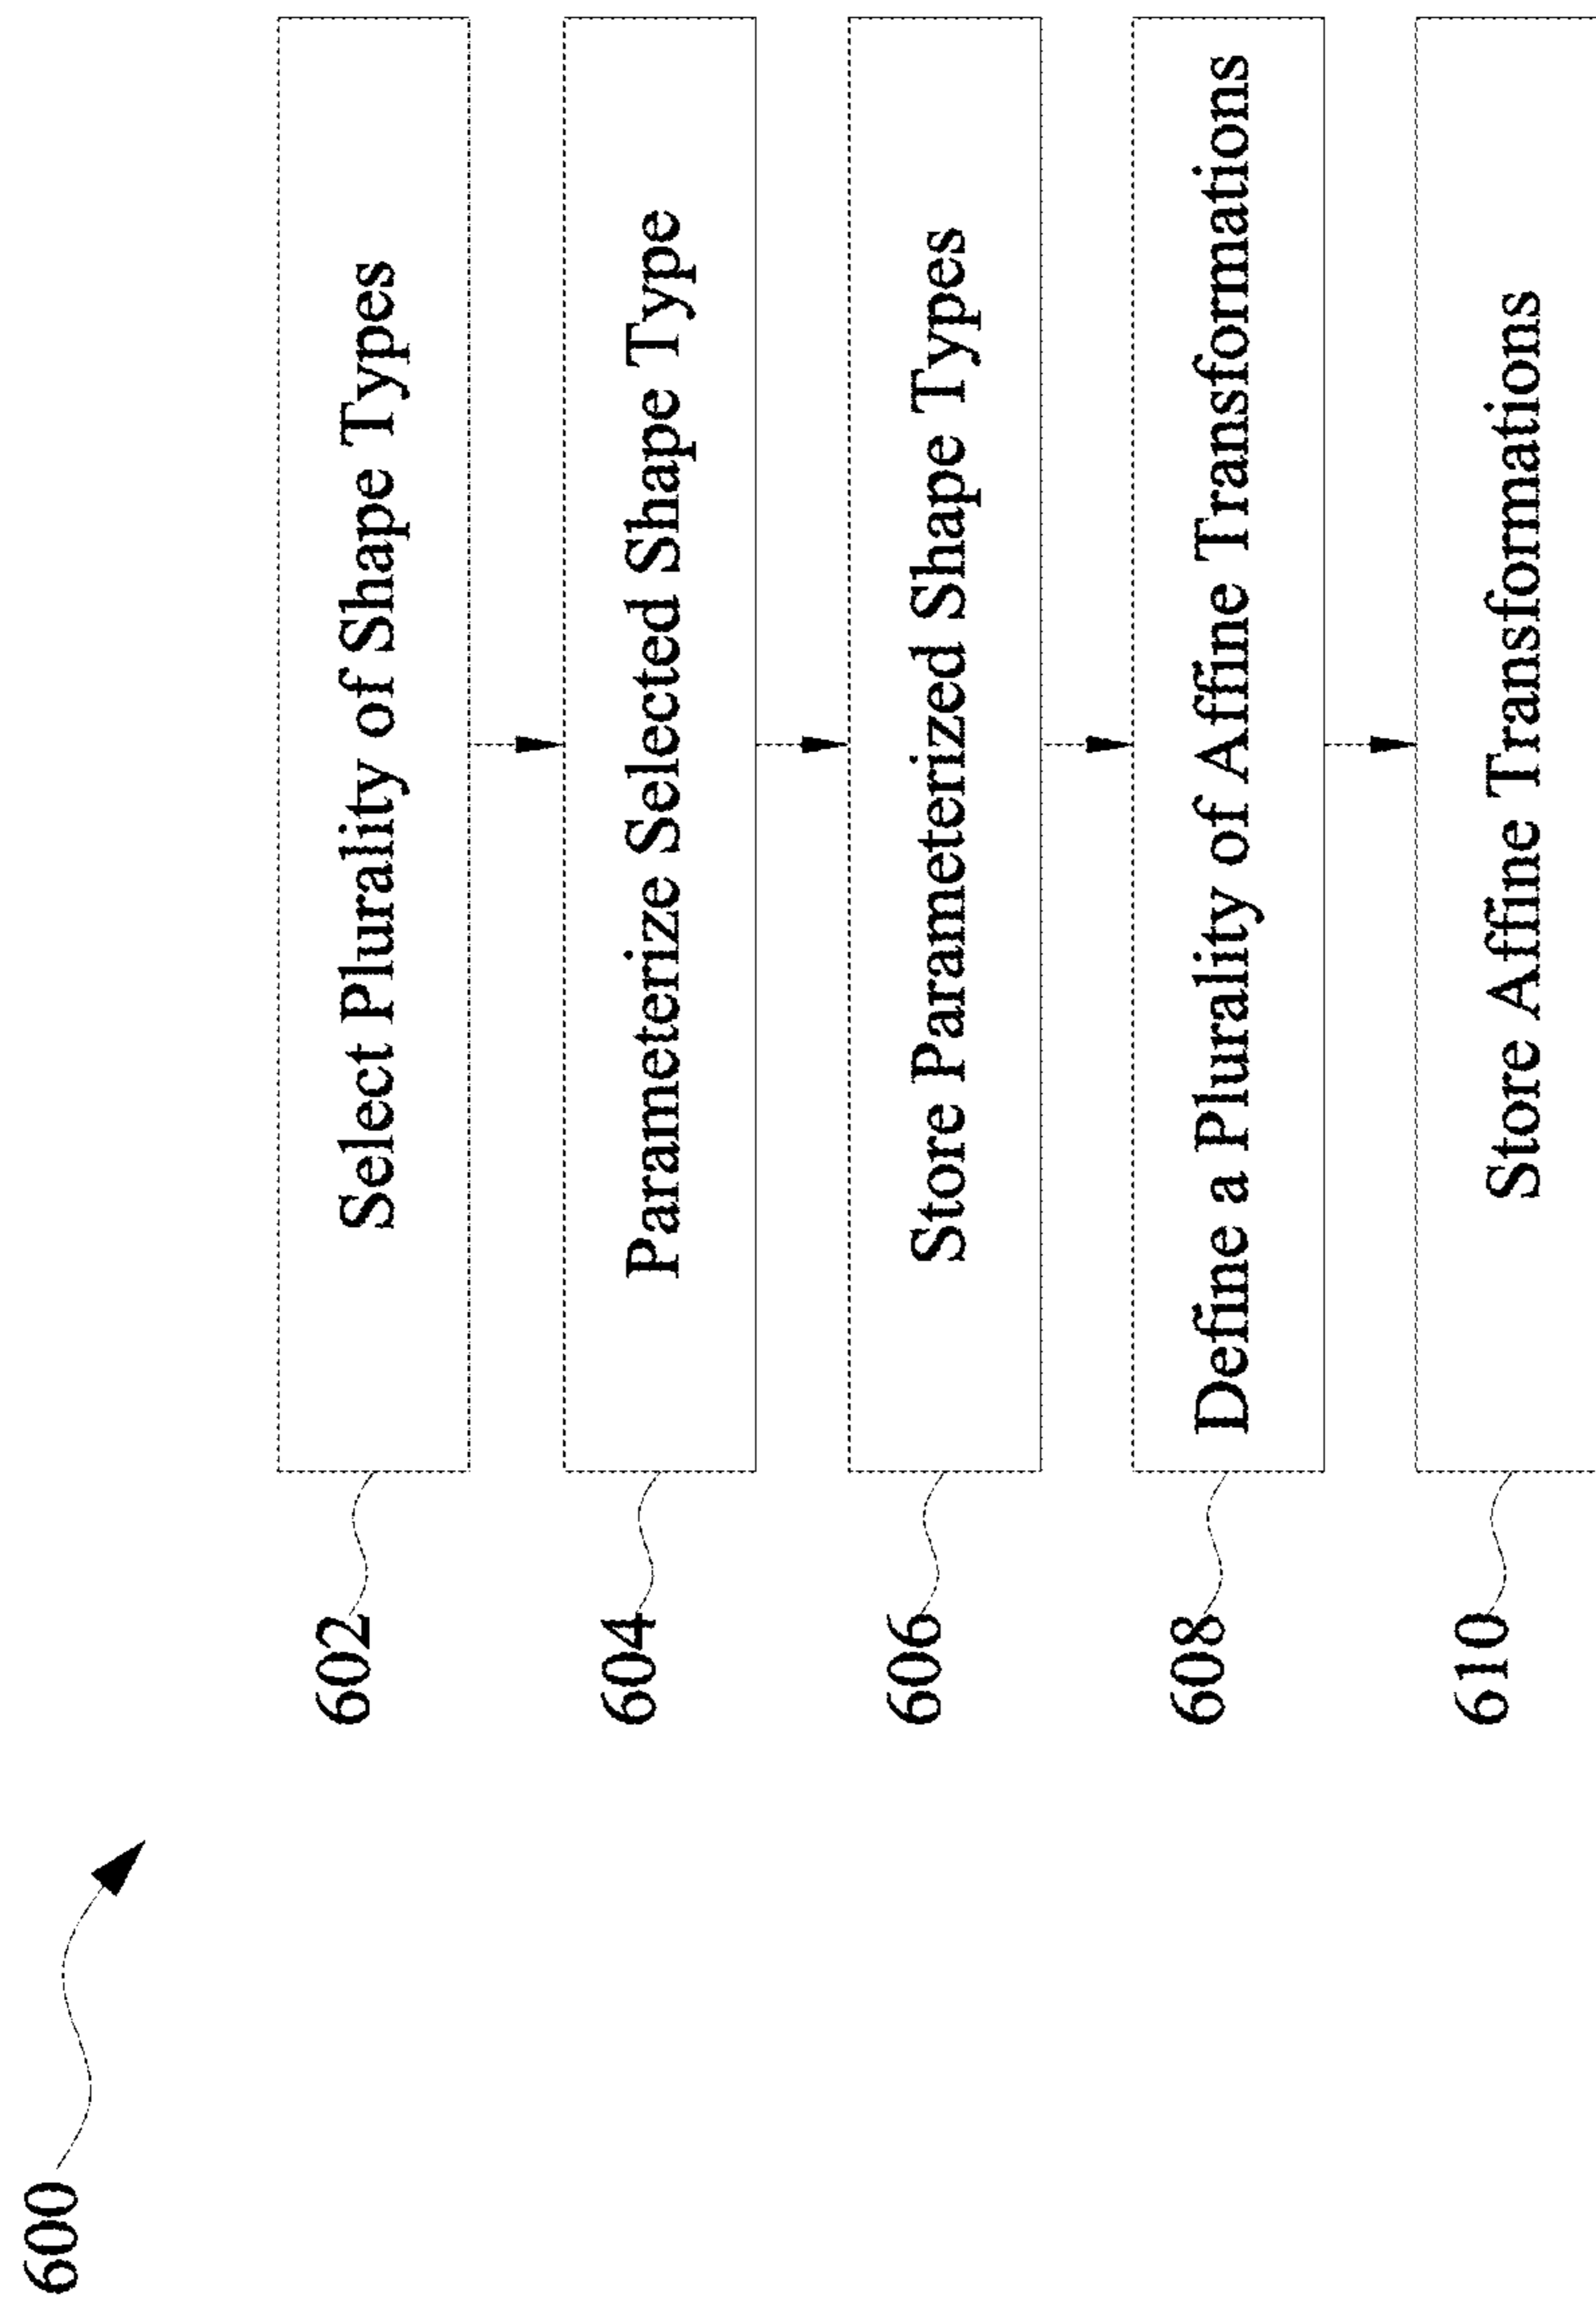 600
602
Select Plurality of Shape Types
604
Parameterize Selected Shape Type
606
Store Parameterized Shape Types
608
Define a Plurality of Affine Transformations
610
Store Affine Transformations